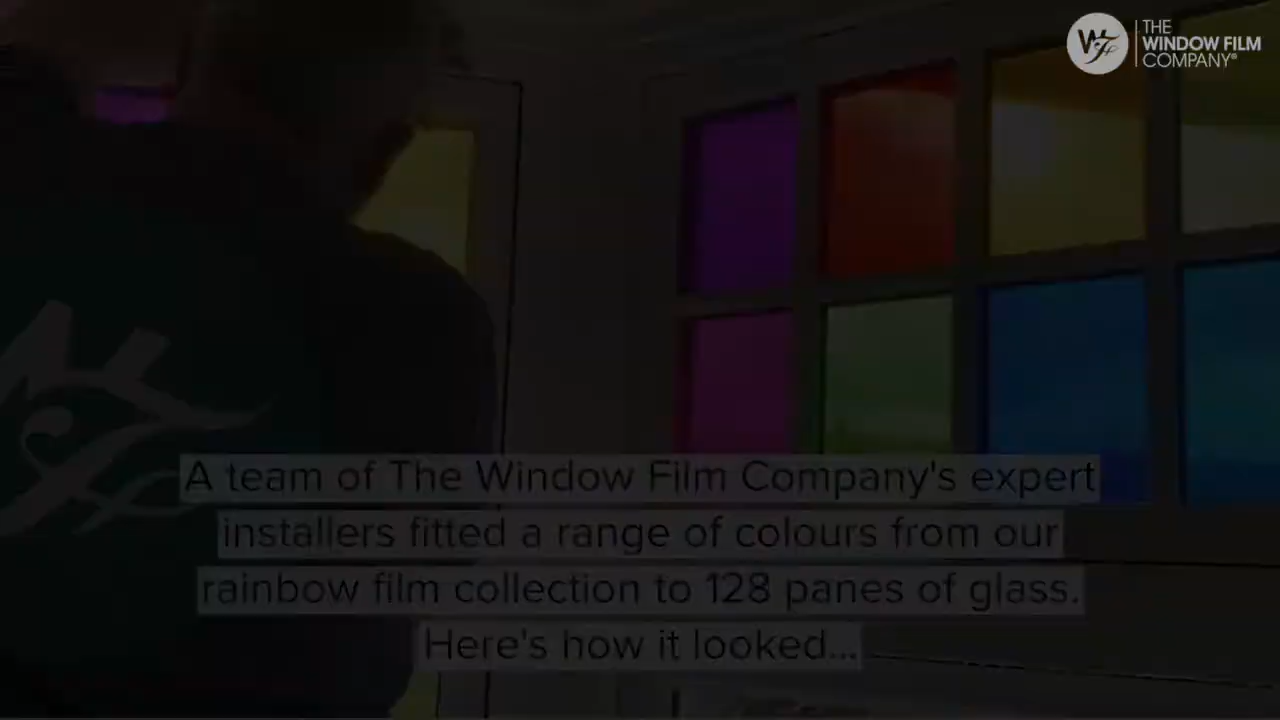 THE
WINDOW FILM
COMPANY®
A team of The Window Film Company's expert
installers fitted a range of colours from our
rainbow film collection to 128 panes of glass.
Here's how it looked...